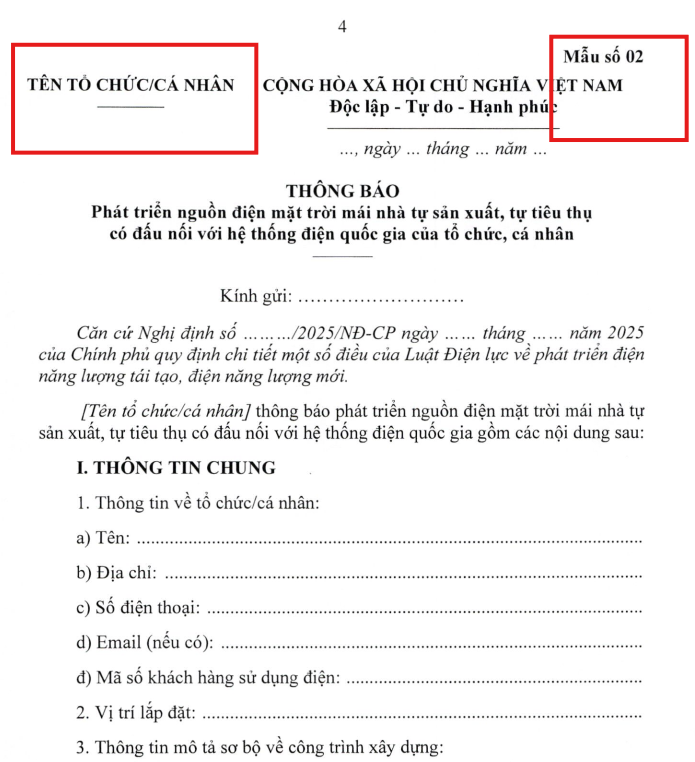 4
Mẫu số 02
TÊN TỔ CHỨC/CÁ NHÂN
CỘNG HÒA XÃ HỘI CHỦ NGHĨA VIỆT NAM
Độc lập - Tự do - Hạnh phúc
..., ngày ... tháng ... năm ...
THÔNG BÁO
Phát triển nguồn điện mặt trời mái nhà tự sản xuất, tự tiêu thụ
có đấu nối với hệ thống điện quốc gia của tổ chức, cá nhân
Kính gửi: ...........................
Căn cứ Nghị định số ………/2025/NĐ-CP ngày …… tháng …… năm 2025
của Chính phủ quy định chi tiết một số điều của Luật Điện lực về phát triển điện
năng lượng tái tạo, điện năng lượng mới.
[Tên tổ chức/cá nhân] thông báo phát triển nguồn điện mặt trời mái nhà tự
sản xuất, tự tiêu thụ có đấu nối với hệ thống điện quốc gia gồm các nội dung sau:
I. THÔNG TIN CHUNG
1. Thông tin về tổ chức/cá nhân:
a) Tên: ....................................................................................
b) Địa chỉ: ................................................................................
c) Số điện thoại: .........................................................................
d) Email (nếu có): .......................................................................
đ) Mã số khách hàng sử dụng điện: ..................................................
2. Vị trí lắp đặt: ..........................................................................
3. Thông tin mô tả sơ bộ về công trình xây dựng: